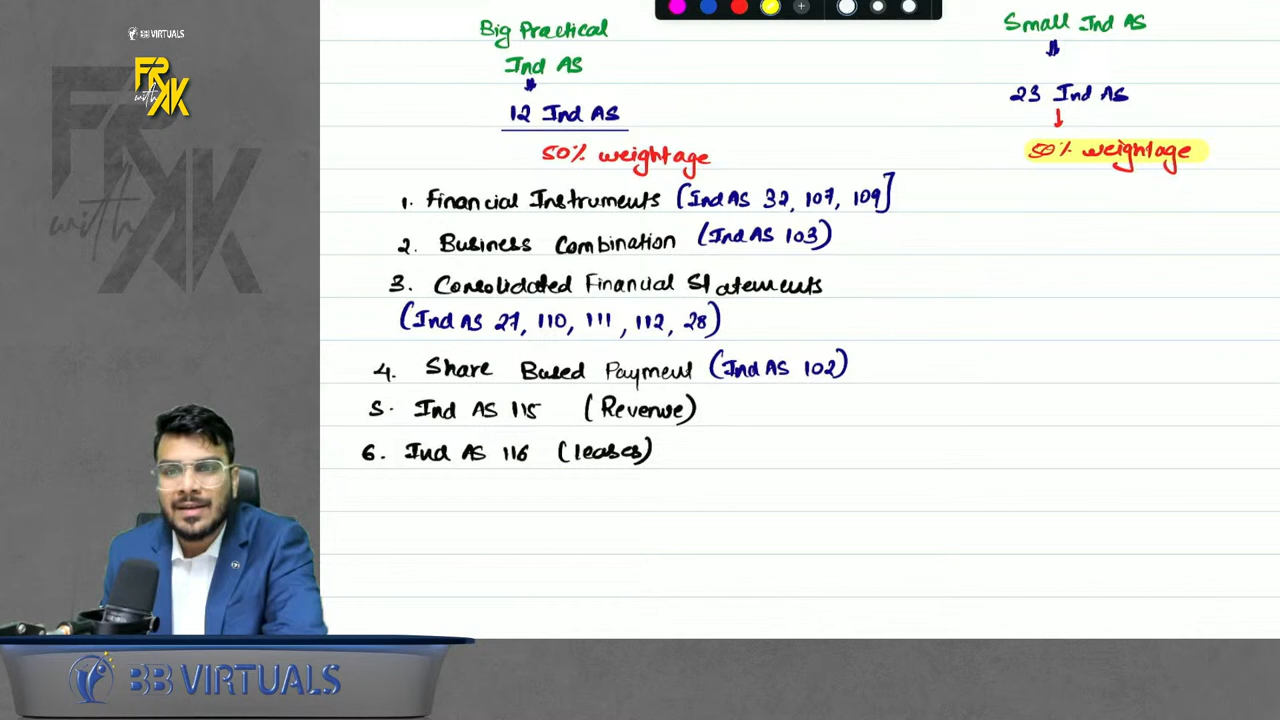 BB VIRTUALS
FR
with
AK
Big Practical
Ind AS
12 Ind AS
50% weightage
Small Ind AS
23 Ind AS
50% weightage
1. Financial Instruments (Ind AS 32, 107, 109]
2. Business Combination (Ind AS 103)
3. Consolidated Financial Statements
(Ind AS 27, 110, 111, 112, 28)
4. Share Based Payment (Ind AS 102)
5. Ind AS 115 (Revenue)
6. Ind AS 116 (leases)
BB VIRTUALS